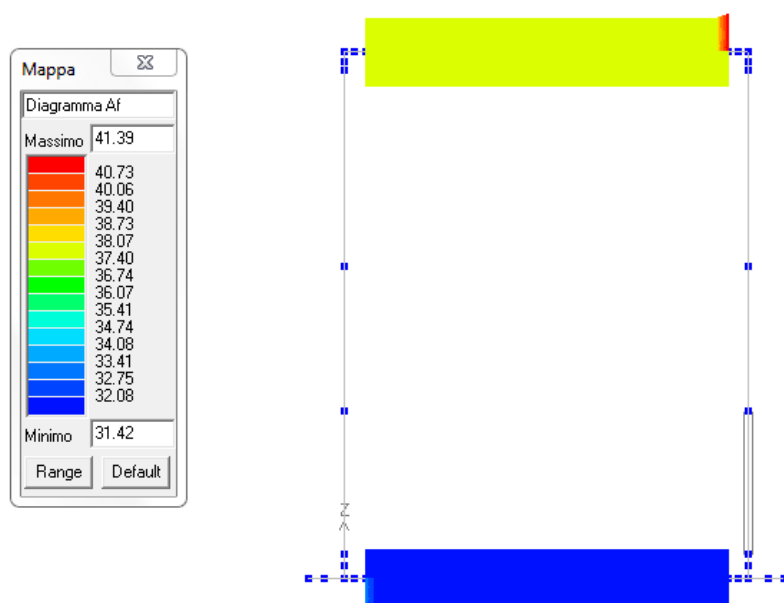 Mappa
Diagramma Af
Massimo 41.39
40.73
40.06
39.40
38.73
38.07
37.40
36.74
36.07
35.41
34.74
34.08
33.41
32.75
32.08
Minimo 31.42
Range Default
Z